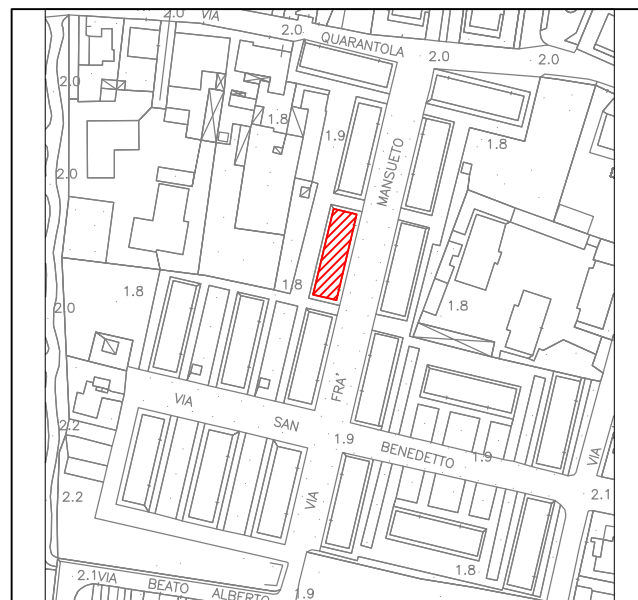 2.0 VIA 2.0 QUARANTOLA 2.0 2.0
2.0
1.8
1.9
1.8
MANSUETO
2.0
1.8
1.8
1.8
2.0
FRA'
VIA
SAN
1.9
BENEDETTO
1.9
VIA
2.2
2.2
2.1
VIA
2.1 VIA BEATO ALBERTO 1.9
1.8